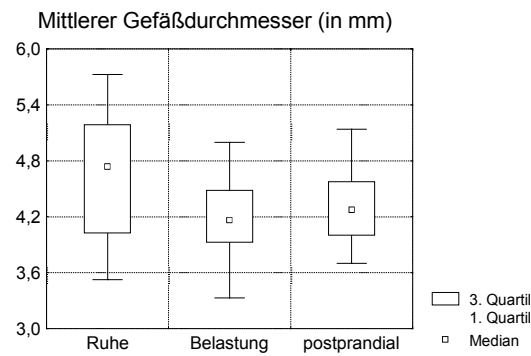 Mittlerer Gefäßdurchmesser (in mm)
6,0
5,4
4,8
4,2
3,6
3,0
Ruhe Belastung postprandial
3. Quartil
1. Quartil
Median